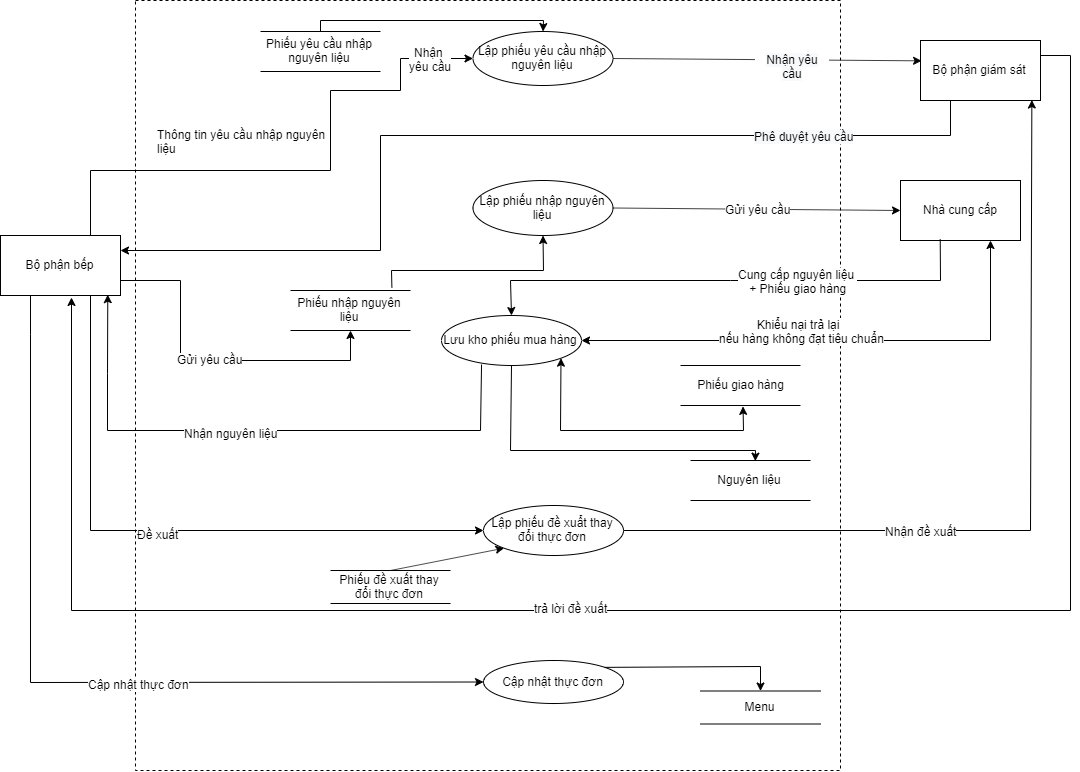 Phiếu yêu cầu nhập
nguyên liệu
Lập phiếu yêu cầu nhập
nguyên liệu
Nhận
yêu cầu
Nhận yêu
cầu
Bộ phận giám sát
Thông tin yêu cầu nhập nguyên
liệu
Phê duyệt yêu cầu
Lập phiếu nhập nguyên
liệu
Gửi yêu cầu
Nhà cung cấp
Bộ phận bếp
Cung cấp nguyên liệu
+ Phiếu giao hàng
Phiếu nhập nguyên
liệu
Lưu kho phiếu mua hàng
Khiếu nại trả lại
nếu hàng không đạt tiêu chuẩn
Gửi yêu cầu
Phiếu giao hàng
Nhận nguyên liệu
Nguyên liệu
Đề xuất
Lập phiếu đề xuất thay
đổi thực đơn
Nhận đề xuất
Phiếu đề xuất thay
đổi thực đơn
trả lời đề xuất
Cập nhật thực đơn
Cập nhật thực đơn
Menu